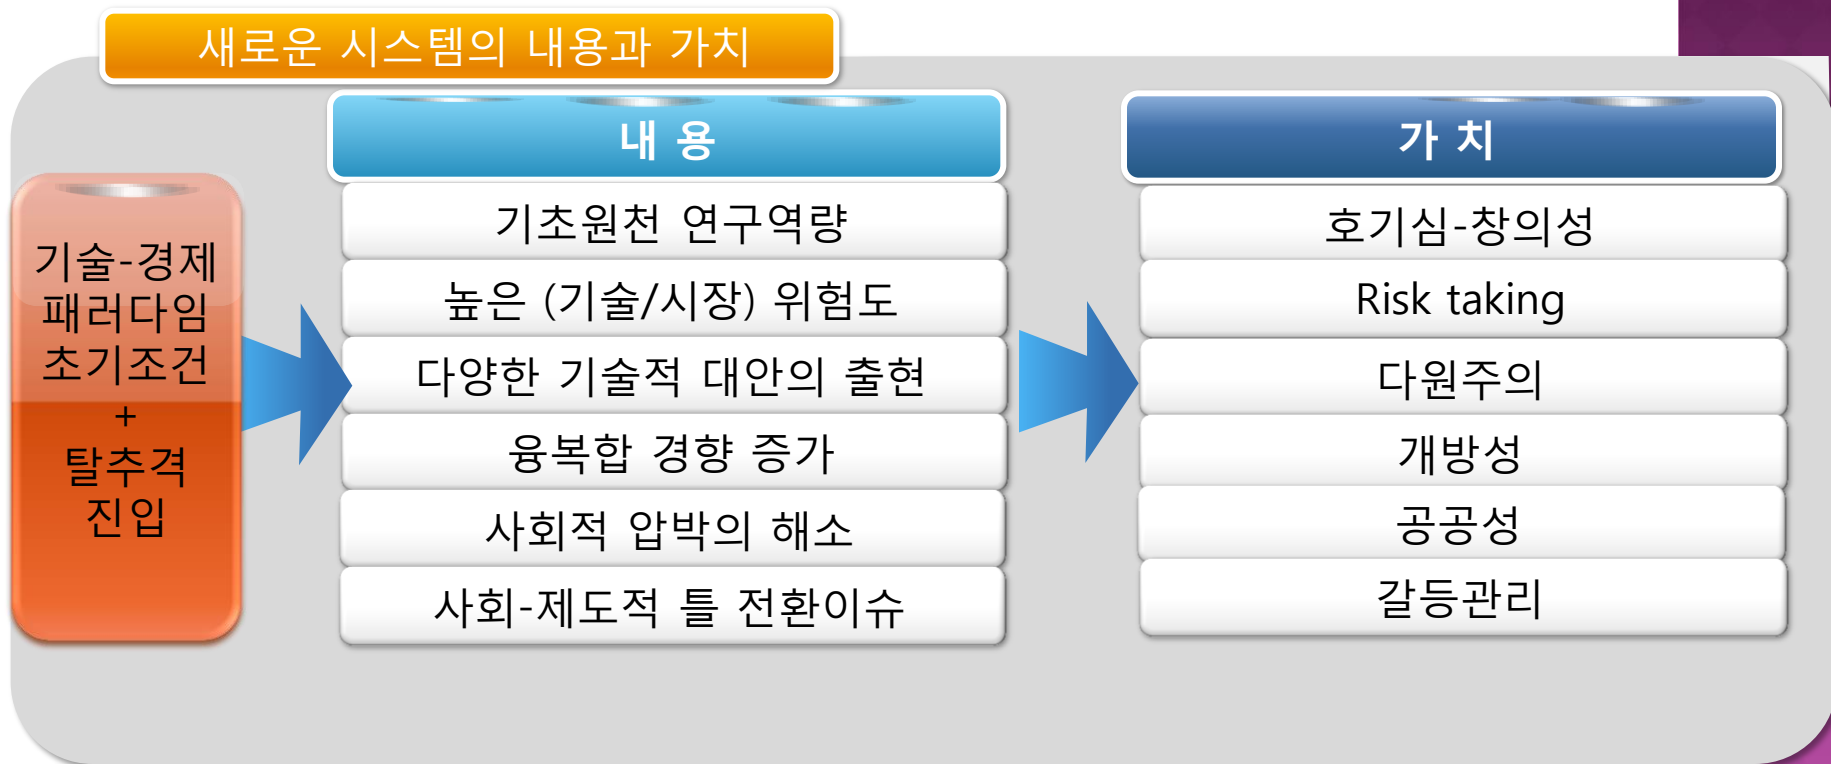 새로운 시스템의 내용과 가치
기술-경제
패러다임
초기조건
+
탈추격
진입
내 용
기초원천 연구역량
높은 (기술/시장) 위험도
다양한 기술적 대안의 출현
융복합 경향 증가
사회적 압박의 해소
사회-제도적 틀 전환이슈
가 치
호기심-창의성
Risk taking
다원주의
개방성
공공성
갈등관리